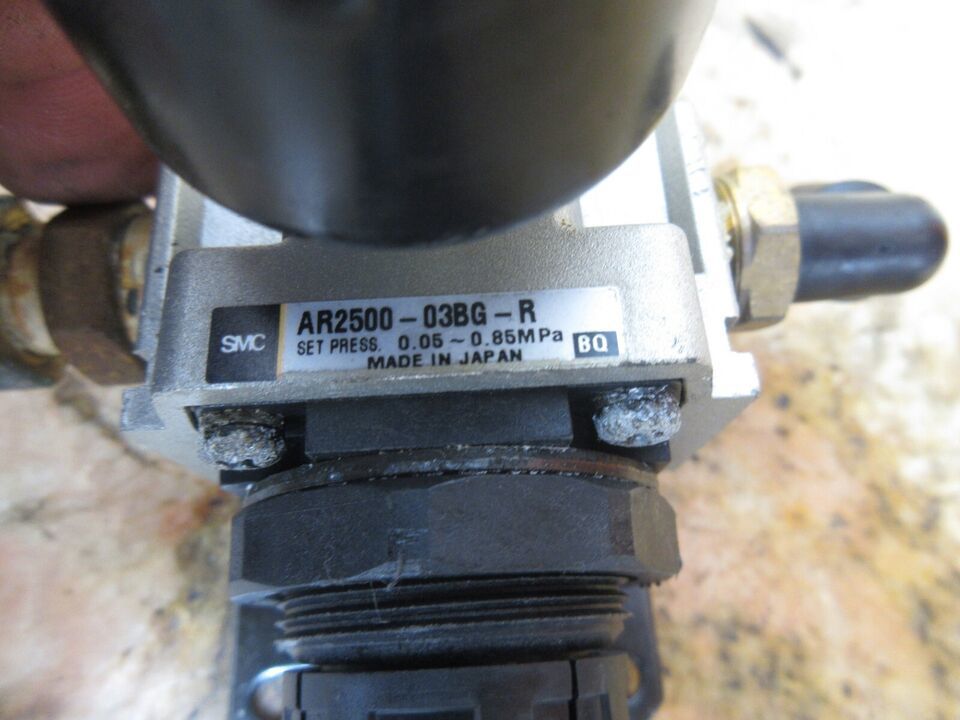 SMC
AR2500-03BG-R
SET PRESS. 0.05~0.85MPa
BQ
MADE IN JAPAN